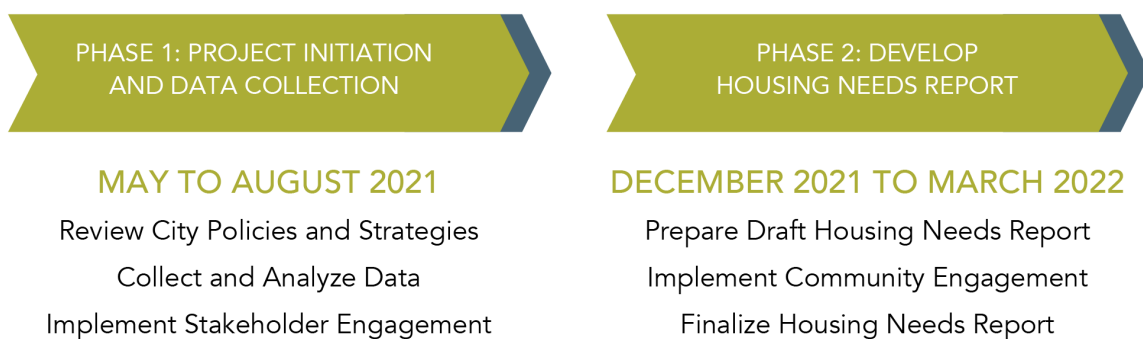 PHASE 1: PROJECT INITIATION
AND DATA COLLECTION
MAY TO AUGUST 2021
Review City Policies and Strategies
Collect and Analyze Data
Implement Stakeholder Engagement
PHASE 2: DEVELOP
HOUSING NEEDS REPORT
DECEMBER 2021 TO MARCH 2022
Prepare Draft Housing Needs Report
Implement Community Engagement
Finalize Housing Needs Report